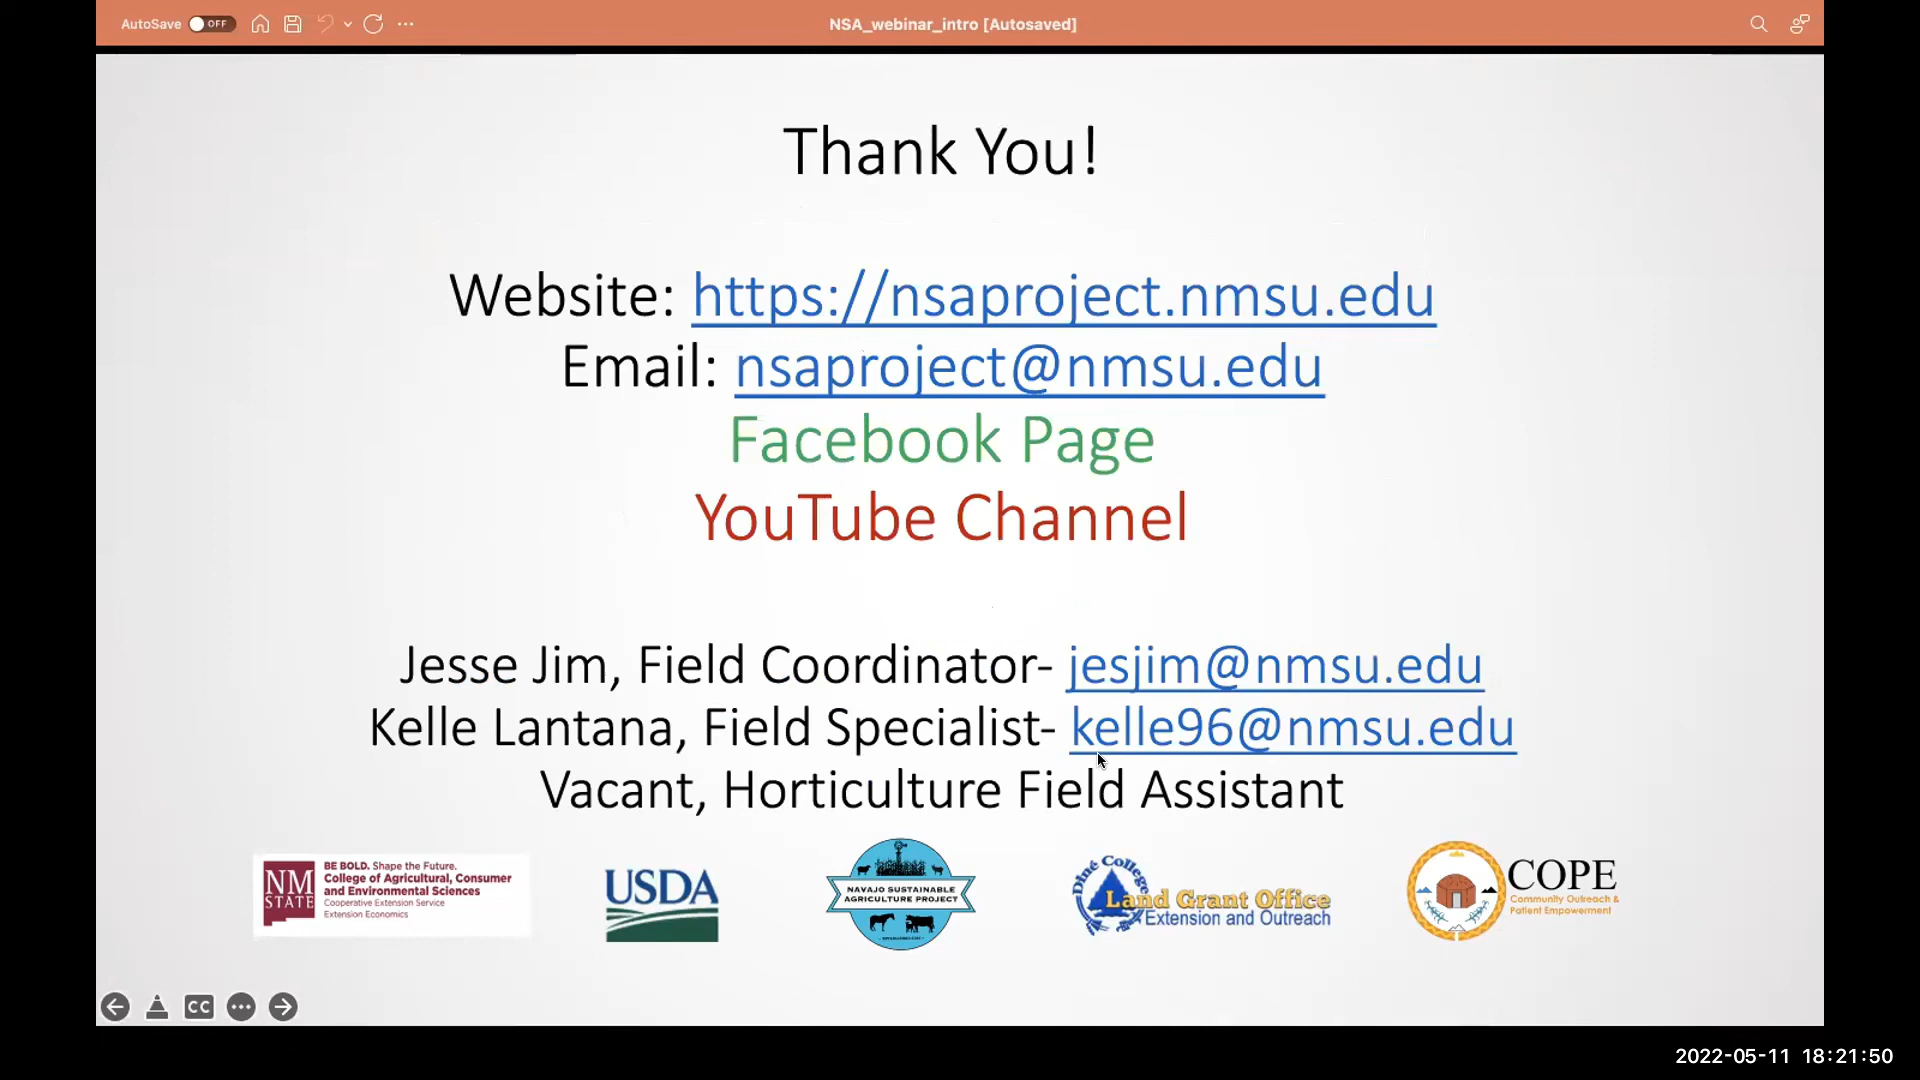 AutoSave OFF
NSA_webinar_intro [Autosaved]
Thank You!
Website: https://nsaproject.nmsu.edu
Email: nsaproject@nmsu.edu
Facebook Page
YouTube Channel
Jesse Jim, Field Coordinator- jesjim@nmsu.edu
Kelle Lantana, Field Specialist- kelle96@nmsu.edu
Vacant, Horticulture Field Assistant
NM
STATE
BE BOLD. Shape the Future.
College of Agricultural, Consumer
and Environmental Sciences
Cooperative Extension Service
Extension Economics
USDA
NAVAJO SUSTAINABLE
AGRICULTURE PROJECT
Diné College
Land Grant Office
Extension and Outreach
COPE
Community Outreach &
Patient Empowerment
CC
2022-05-11 18:21:50